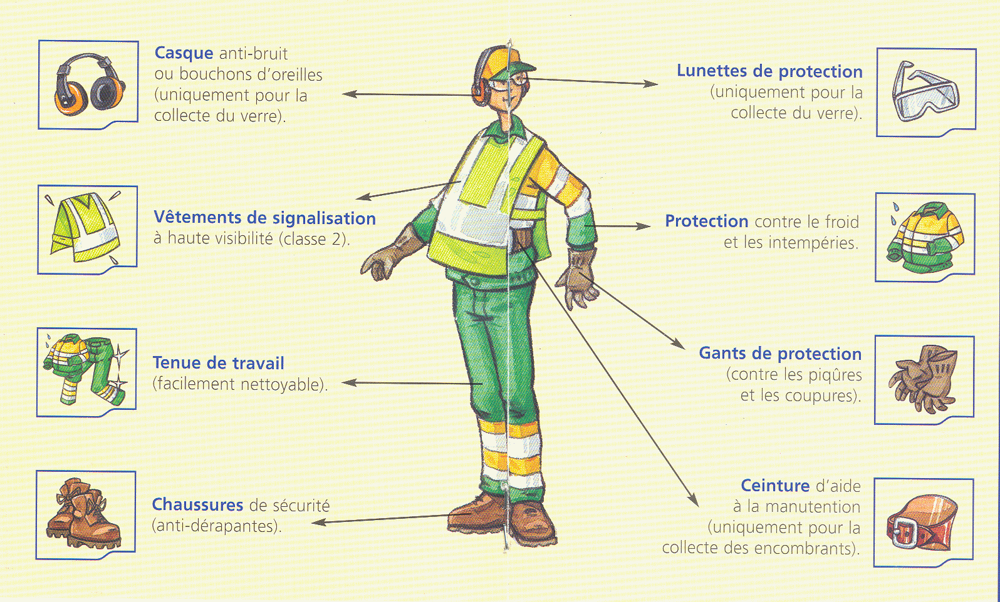 Casque anti-bruit
ou bouchons d'oreilles
(uniquement pour la
collecte du verre).
Vêtements de signalisation
à haute visibilité (classe 2).
Tenue de travail
(facilement nettoyable).
Chaussures de sécurité
(anti-dérapantes).
Lunettes de protection
(uniquement pour la
collecte du verre).
Protection contre le froid
et les intempéries.
Gants de protection
(contre les piqûres
et les coupures).
Ceinture d'aide
à la manutention
(uniquement pour la
collecte des encombrants).